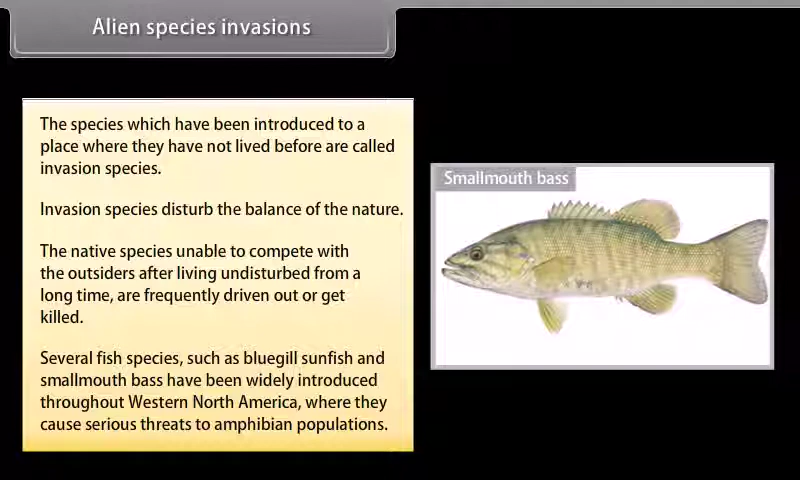 Alien species invasions
The species which have been introduced to a
place where they have not lived before are called
invasion species.
Invasion species disturb the balance of the nature.
The native species unable to compete with
the outsiders after living undisturbed from a
long time, are frequently driven out or get
killed.
Several fish species, such as bluegill sunfish and
smallmouth bass have been widely introduced
throughout Western North America, where they
cause serious threats to amphibian populations.
Smallmouth bass